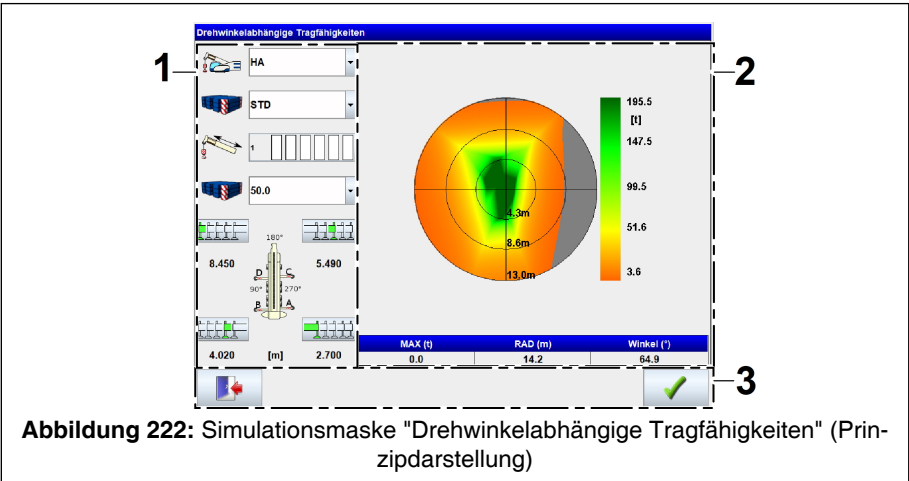 Drehwinkelabhängige Tragfähigkeiten
1
HA
STD
1
50.0
180°
8.450
5.490
D
C
90°
270°
B
A
4.020
[m]
2.700
2
4.3m
8.6m
13.0m
195.5
[t]
147.5
99.5
51.6
3.6
MAX (t)
RAD (m)
Winkel (°)
0.0
14.2
64.9
3
Abbildung 222: Simulationsmaske "Drehwinkelabhängige Tragfähigkeiten" (Prin-
zipdarstellung)